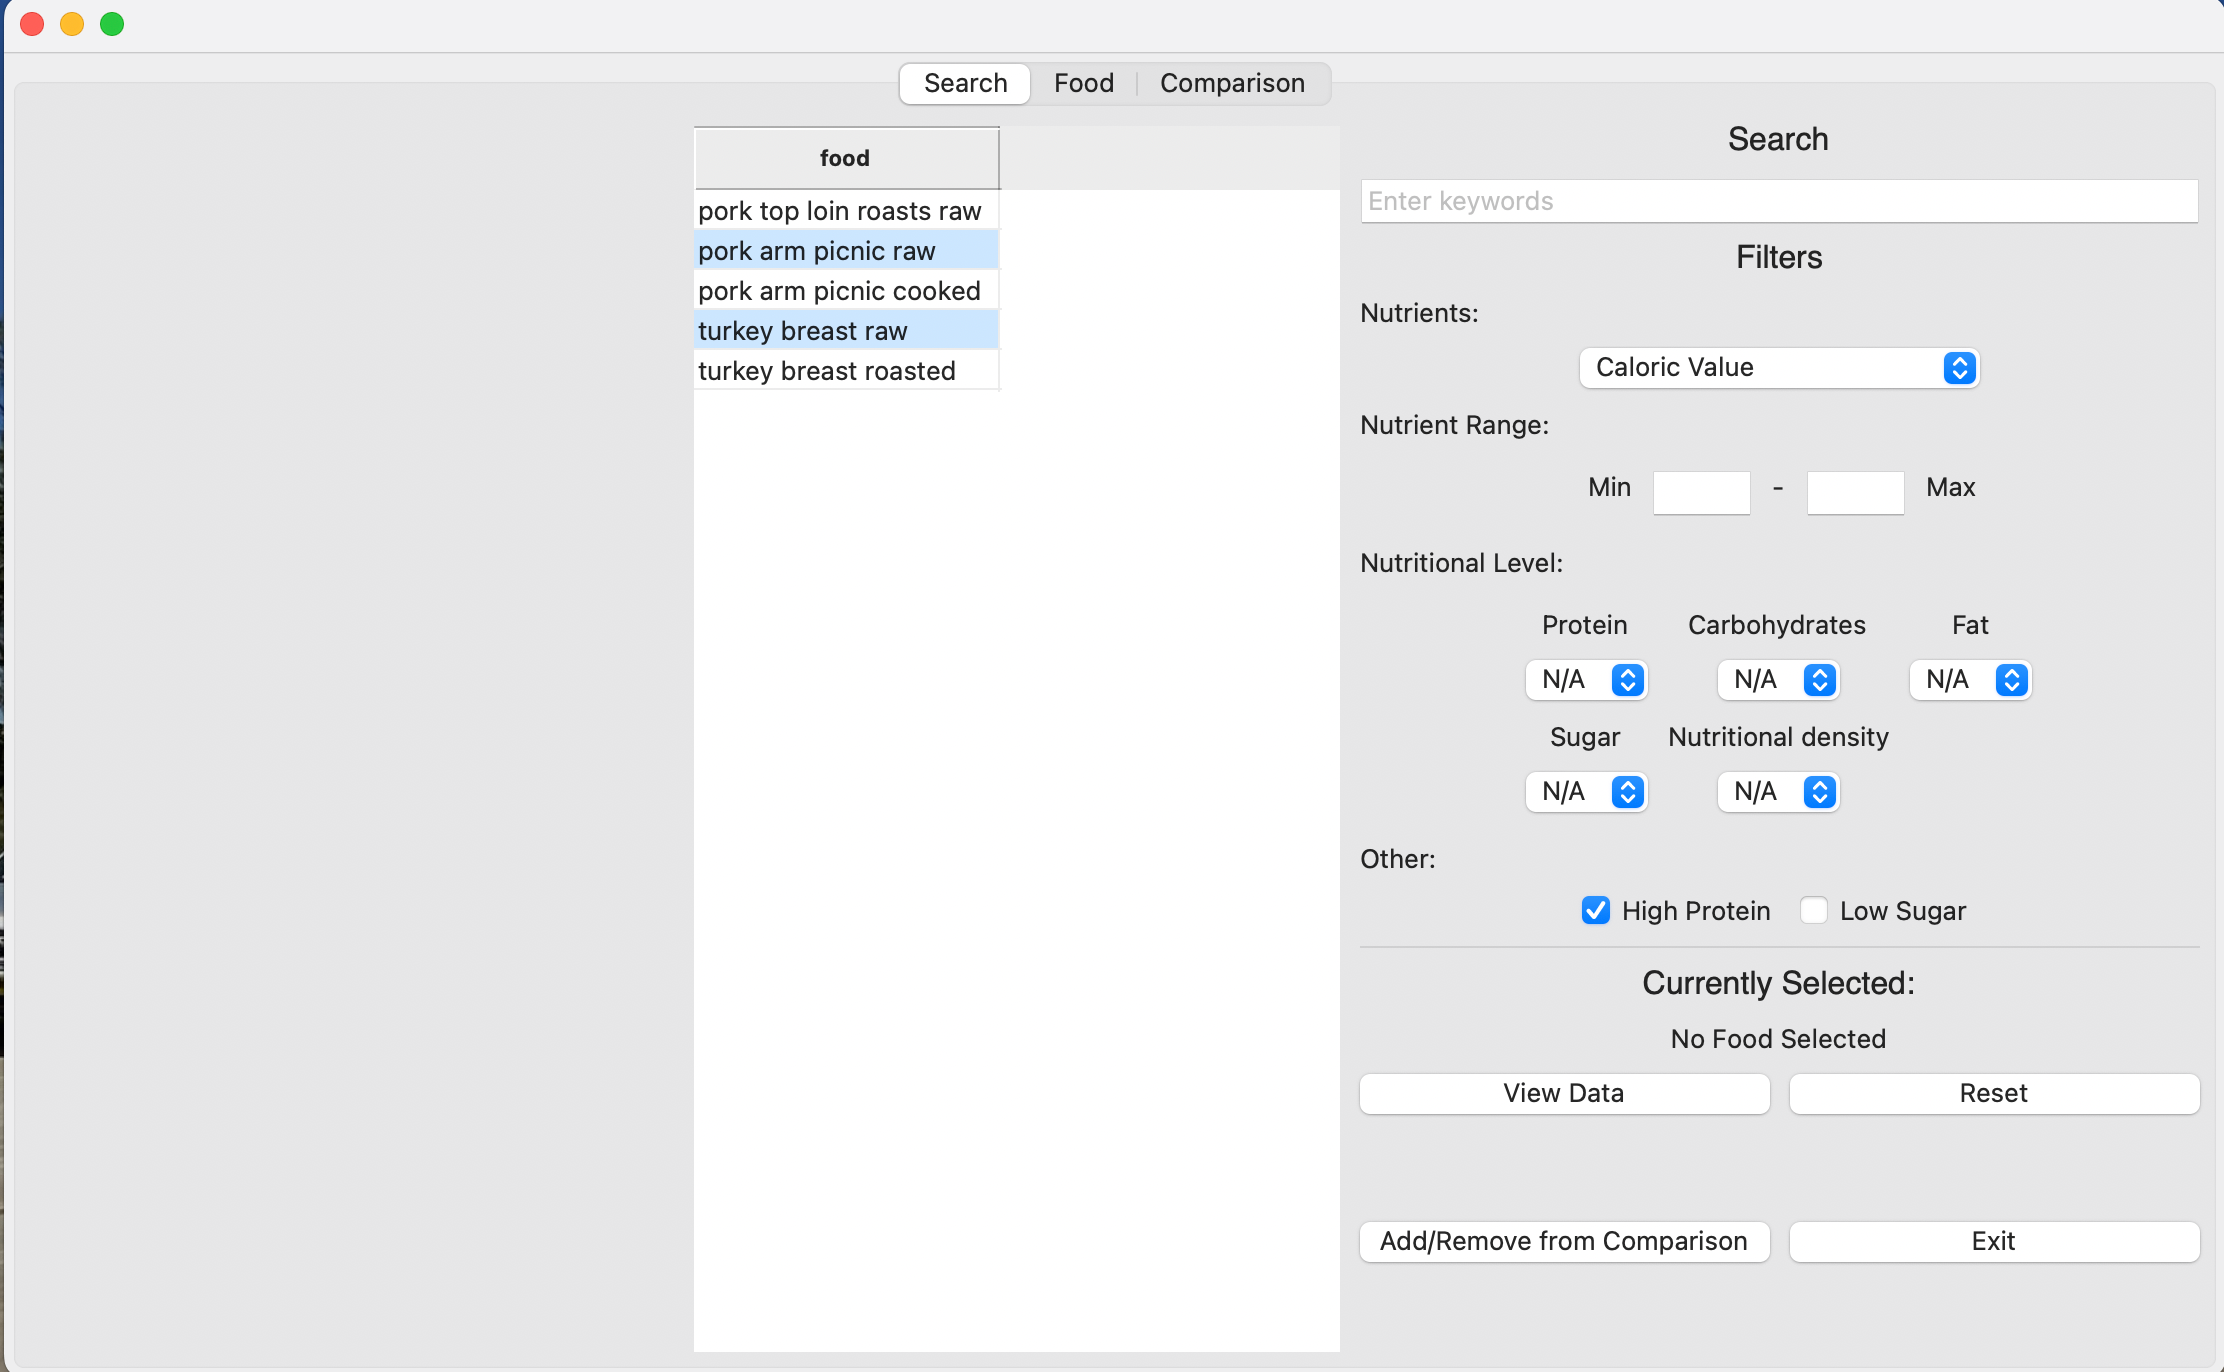 Search Food Comparison
food
pork top loin roasts raw
pork arm picnic raw
pork arm picnic cooked
turkey breast raw
turkey breast roasted
Search
Enter keywords
Filters
Nutrients:
Caloric Value
Nutrient Range:
Min - Max
Nutritional Level:
Protein Carbohydrates Fat
N/A N/A N/A
Sugar Nutritional density
N/A N/A
Other:
High Protein Low Sugar
Currently Selected:
No Food Selected
View Data Reset
Add/Remove from Comparison Exit